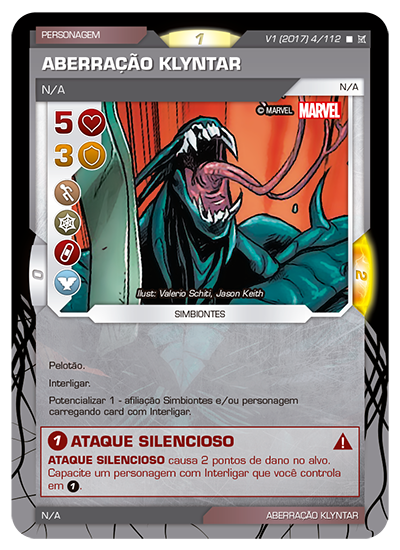 PERSONAGEM
1
V1 (2017) 4/112
ABERRAÇÃO KLYNTAR
N/A
N/A
© MARVEL MARVEL
5
3
0
2
Ilust: Valerio Schiti, Jason Keith
SIMBIONTES
Pelotão.
Interligar.
Potencializar 1 - afiliação Simbiontes e/ou personagem
carregando card com Interligar.
1 ATAQUE SILENCIOSO
ATAQUE SILENCIOSO causa 2 pontos de dano no alvo.
Capacite um personagem com Interligar que você controla
em 1.
N/A
ABERRAÇÃO KLYNTAR